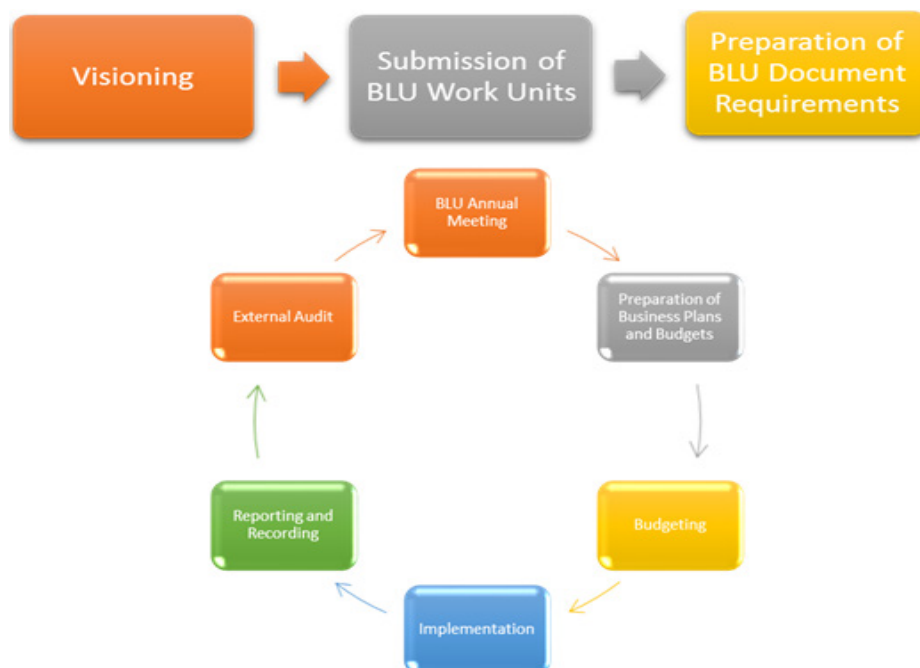 Visioning
Submission of
BLU Work Units
Preparation of
BLU Document
Requirements
BLU Annual
Meeting
Preparation of
Business Plans
and Budgets
Budgeting
Implementation
Reporting and
Recording
External Audit